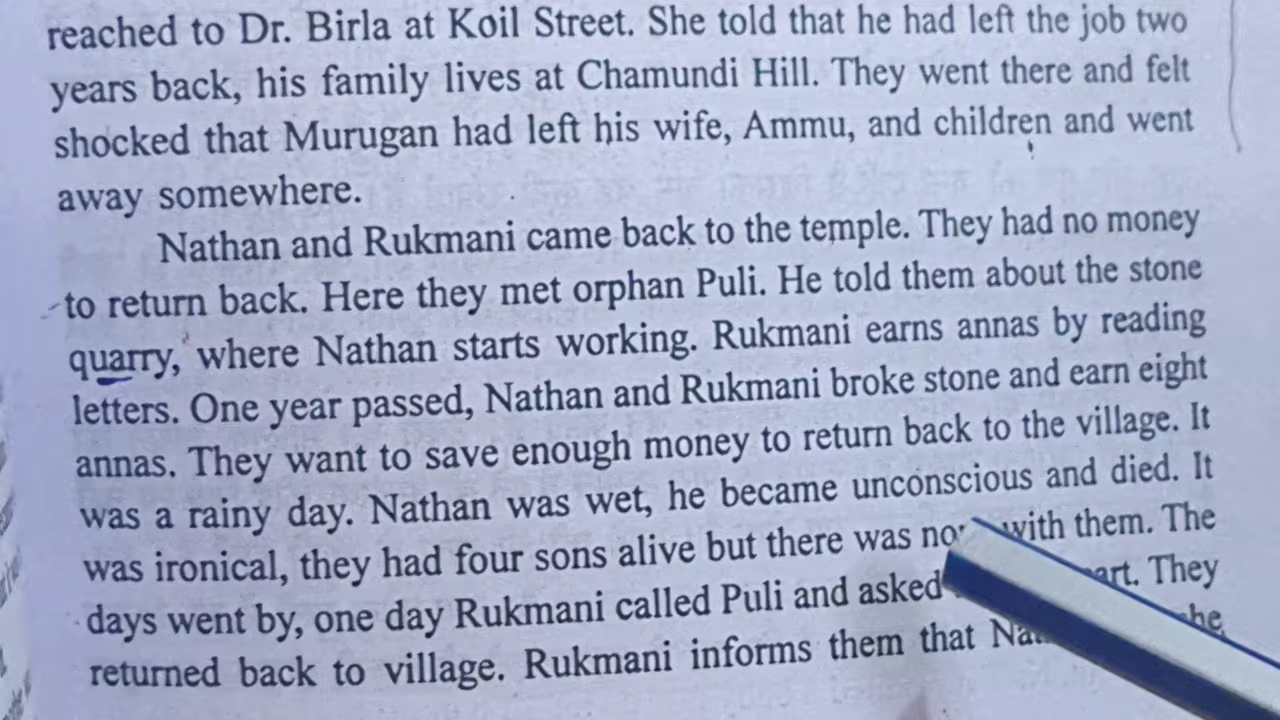 reached to Dr. Birla at Koil Street. She told that he had left the job two
years back, his family lives at Chamundi Hill. They went there and felt
shocked that Murugan had left his wife, Ammu, and children and went
away somewhere.
Nathan and Rukmani came back to the temple. They had no money
to return back. Here they met orphan Puli. He told them about the stone
quarry, where Nathan starts working. Rukmani earns annas by reading
letters. One year passed, Nathan and Rukmani broke stone and earn eight
annas. They want to save enough money to return back to the village. It
was a rainy day. Nathan was wet, he became unconscious and died. It
was ironical, they had four sons alive but there was with them. The
days went by, one day Rukmani called Puli and asked They
returned back to village. Rukmani informs them that